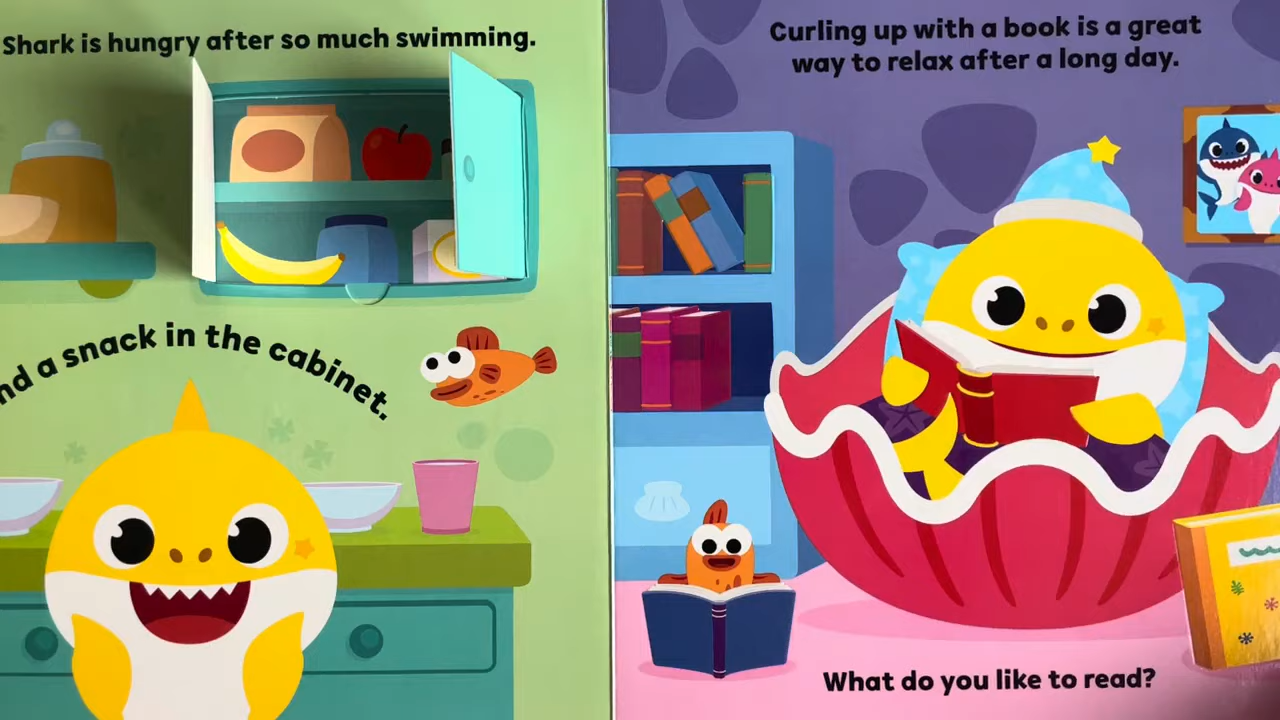 Shark is hungry after so much swimming.
nd a snack in the cabinet.
Curling up with a book is a great
way to relax after a long day.
What do you like to read?